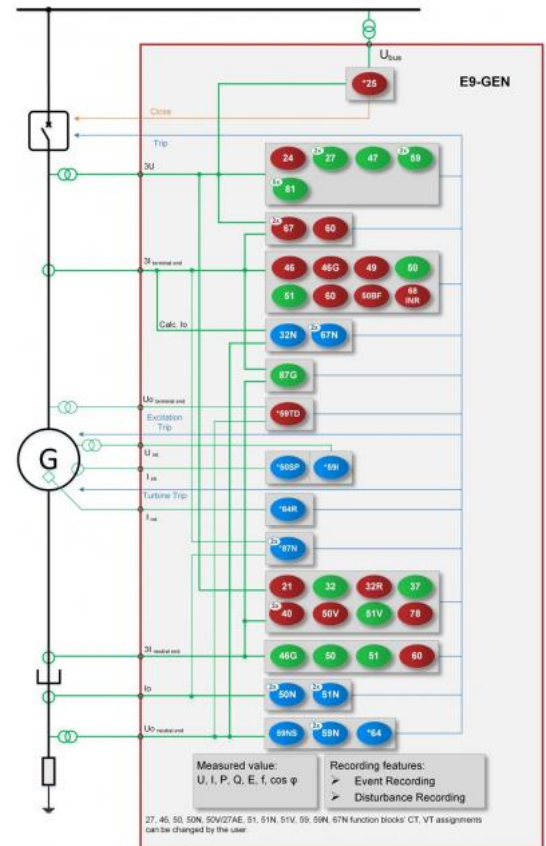 U bus
E9-GEN
*25
Close
Trip
3U
24 2x 27 47 2x 59
81
2x 67 60
3I terminal end
46 46G 49 50
51 60 50BF 68 INR
Calc. Io
32N 2x 67N
87G
Uo terminal end
*59TD
Excitation
Trip
U int.
G
*50SP *59I
I int.
Turbine Trip
*64R
2x *87N
21 32 32R 37
2x 40 50V 51V 78
3I neutral end
46G 50 51 60
Io
2x 50N 2x 51N
Uo neutral end
59NS 2x 59N *64
Measured value:
U, I, P, Q, E, f, cos φ
Recording features:
➢ Event Recording
➢ Disturbance Recording
27, 46, 50, 50N, 50V/27AE, 51, 51N, 51V, 59, 59N, 67N function blocks' CT, VT assignments
can be changed by the user.